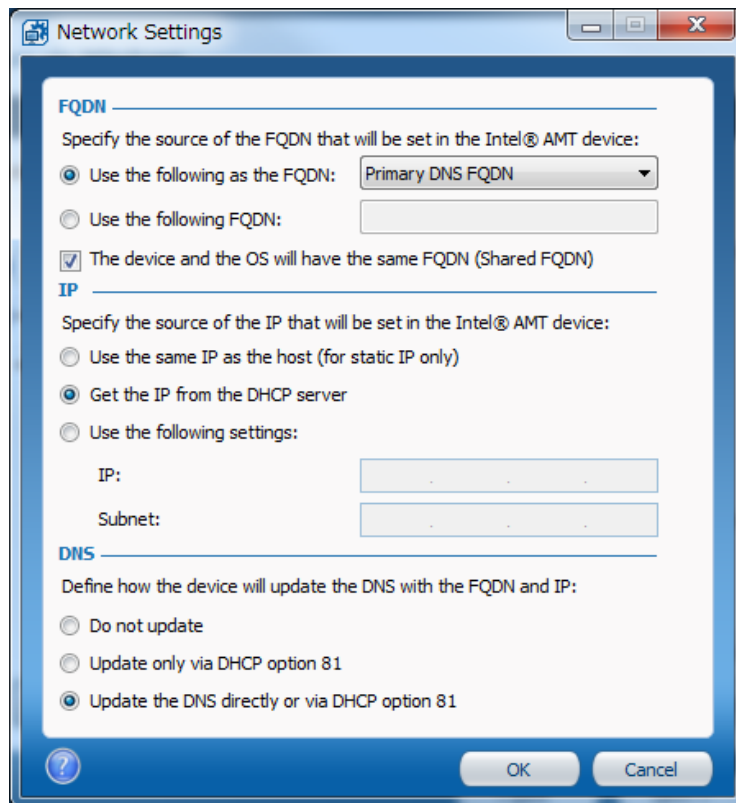 Network Settings
FQDN
Specify the source of the FQDN that will be set in the Intel® AMT device:
Use the following as the FQDN: Primary DNS FQDN
Use the following FQDN:
The device and the OS will have the same FQDN (Shared FQDN)
IP
Specify the source of the IP that will be set in the Intel® AMT device:
Use the same IP as the host (for static IP only)
Get the IP from the DHCP server
Use the following settings:
IP: . . .
Subnet: . . .
DNS
Define how the device will update the DNS with the FQDN and IP:
Do not update
Update only via DHCP option 81
Update the DNS directly or via DHCP option 81
? OK Cancel